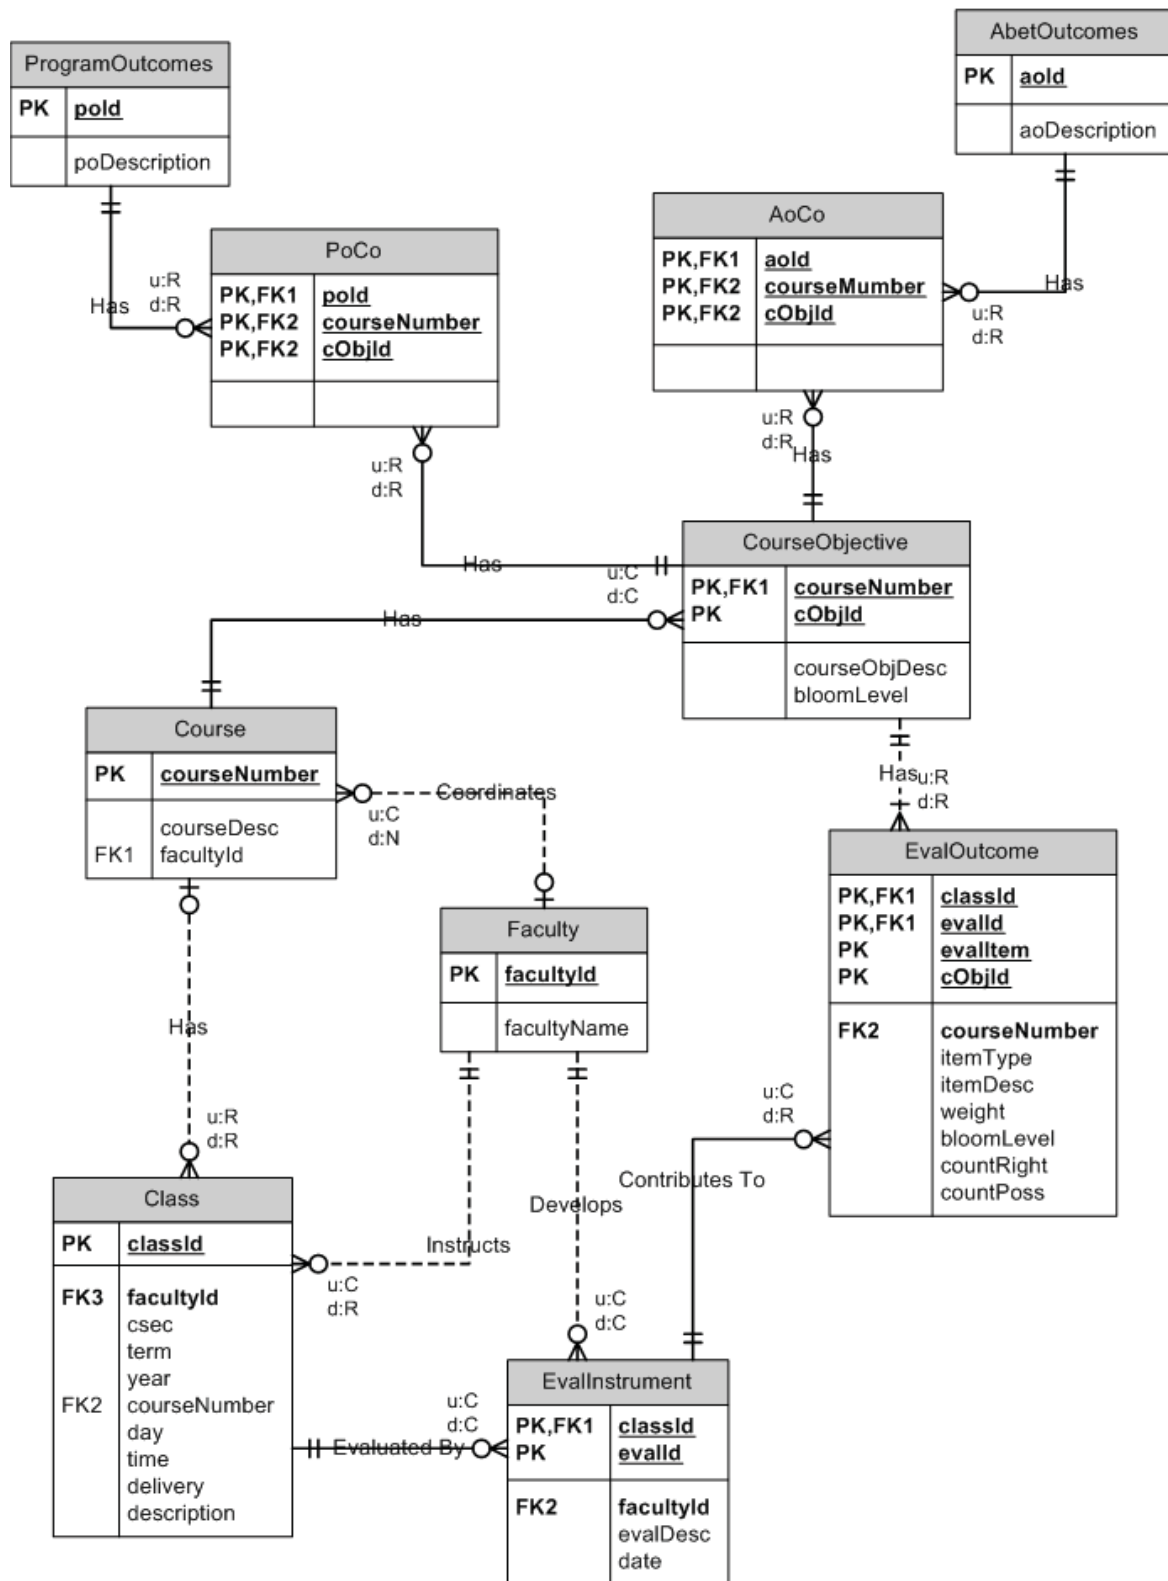 AbetOutcomes
PK aoId
aoDescription
ProgramOutcomes
PK poId
poDescription
Has
u:R
d:R
PoCo
PK,FK1 poId
PK,FK2 courseNumber
PK,FK2 cObjId
AoCo
PK,FK1 aoId
PK,FK2 courseMumber
PK,FK2 cObjId
Has
u:R
d:R
u:R
d:R
Has
u:R
d:R
Has
CourseObjective
PK,FK1 courseNumber
PK cObjId
courseObjDesc
bloomLevel
u:C
d:C
Has
Course
PK courseNumber
courseDesc
FK1 facultyId
Coordinates
u:C
d:N
Has
u:R
d:R
Faculty
PK facultyId
facultyName
EvalOutcome
PK,FK1 classId
PK,FK1 evalId
PK evalItem
PK cObjId
FK2 courseNumber
itemType
itemDesc
weight
bloomLevel
countRight
countPoss
Has
u:R
d:R
u:C
d:R
Contributes To
Develops
u:C
d:C
Instructs
u:C
d:R
Class
PK classId
FK3 facultyId
csec
term
year
FK2 courseNumber
day
time
delivery
description
Evaluated By
u:C
d:C
EvalInstrument
PK,FK1 classId
PK evalId
FK2 facultyId
evalDesc
date